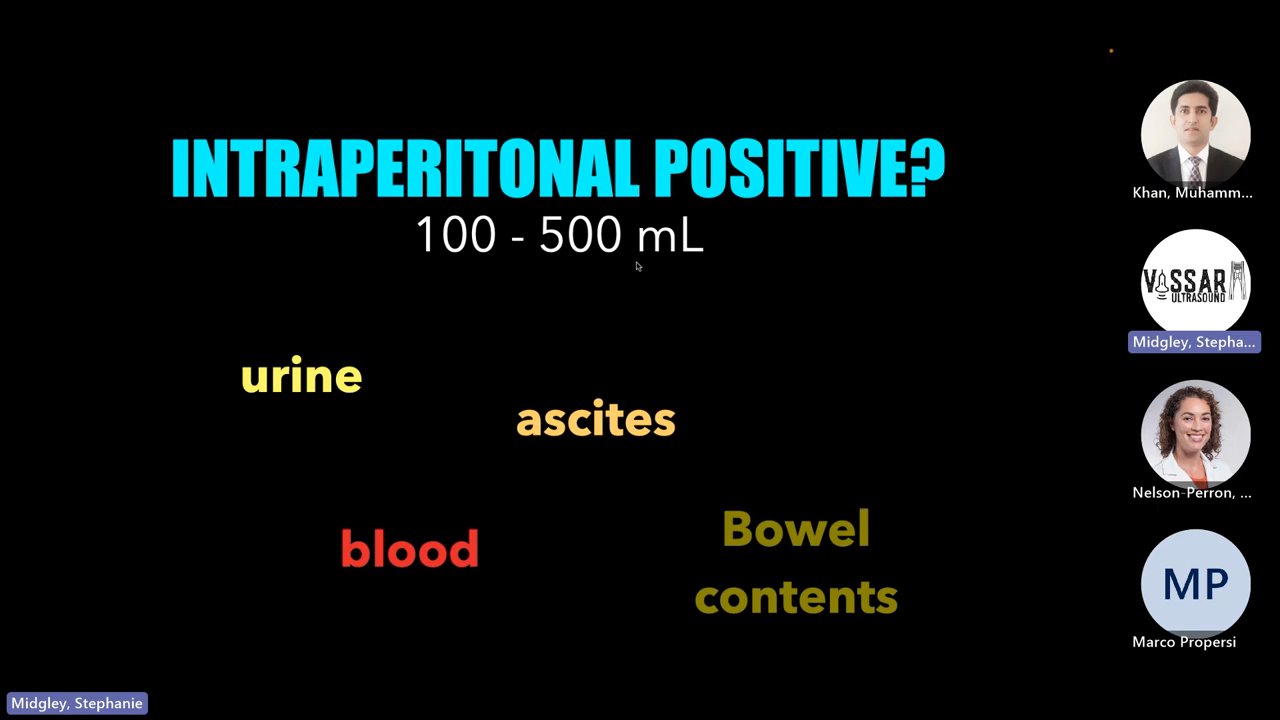 INTRAPERITONAL POSITIVE?
100 - 500 mL
urine
ascites
blood
Bowel
contents
Khan, Muhamm...
VASSAR
ULTRASOUND
Midgley, Stepha...
Nelson-Perron, ...
MP
Marco Propersi
Midgley, Stephanie